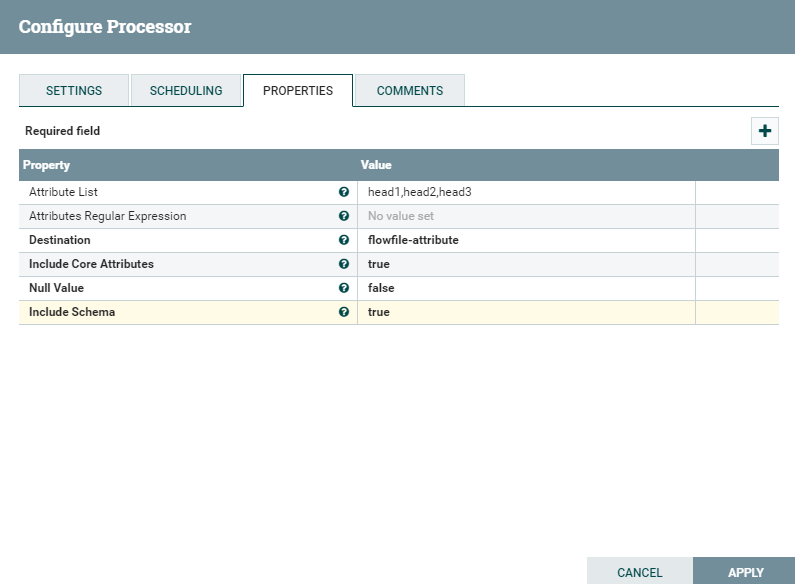 Configure Processor
SETTINGS SCHEDULING PROPERTIES COMMENTS
Required field
Property Value
Attribute List head1,head2,head3
Attributes Regular Expression No value set
Destination flowfile-attribute
Include Core Attributes true
Null Value false
Include Schema true
CANCEL APPLY